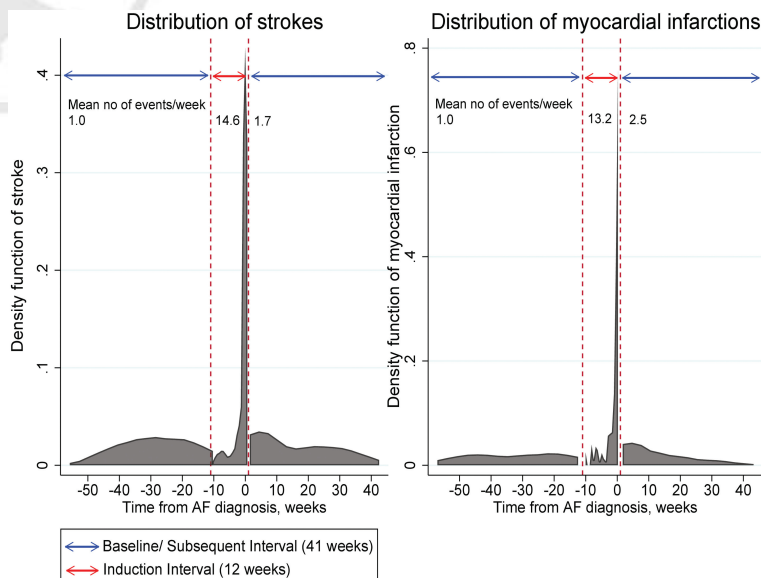 Distribution of strokes
Density function of stroke
.4
.3
.2
.1
0
Mean no of events/week
1.0
14.6
1.7
-50 -40 -30 -20 -10 0 10 20 30 40
Time from AF diagnosis, weeks
Distribution of myocardial infarctions
Density function of myocardial infarction
.8
.6
.4
.2
0
Mean no of events/week
1.0
13.2
2.5
-50 -40 -30 -20 -10 0 10 20 30 40
Time from AF diagnosis, weeks
Baseline/ Subsequent Interval (41 weeks)
Induction Interval (12 weeks)